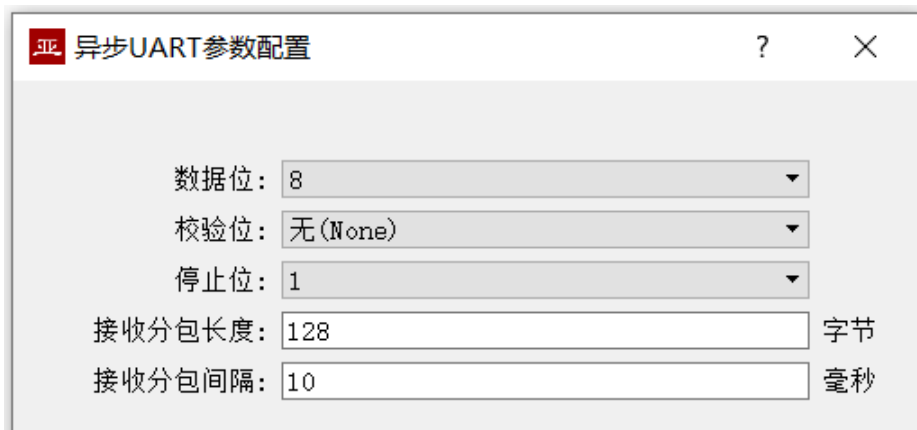 亚 异步UART参数配置 ? ×
数据位: 8
校验位: 无(None)
停止位: 1
接收分包长度: 128 字节
接收分包间隔: 10 毫秒